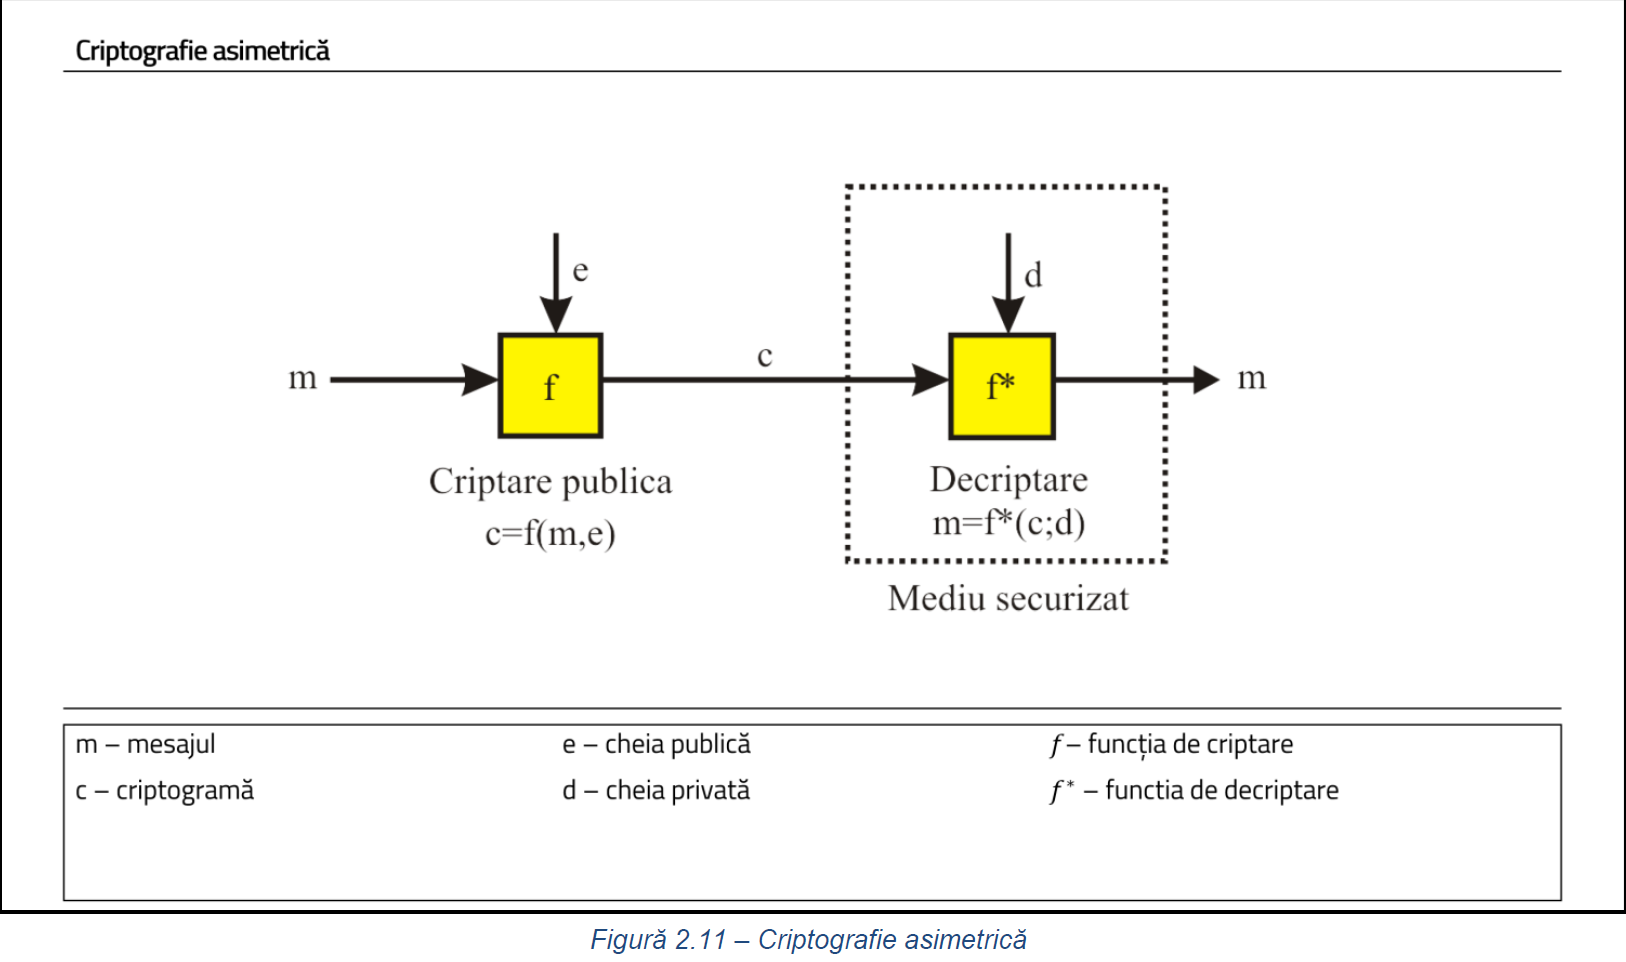 Criptografie asimetrică
e
d
m
f
c
f*
m
Criptare publica
c=f(m,e)
Decriptare
m=f*(c;d)
Mediu securizat
m – mesajul
e – cheia publică
f – funcția de criptare
c – criptogramă
d – cheia privată
f* – functia de decriptare
Figură 2.11 – Criptografie asimetrică